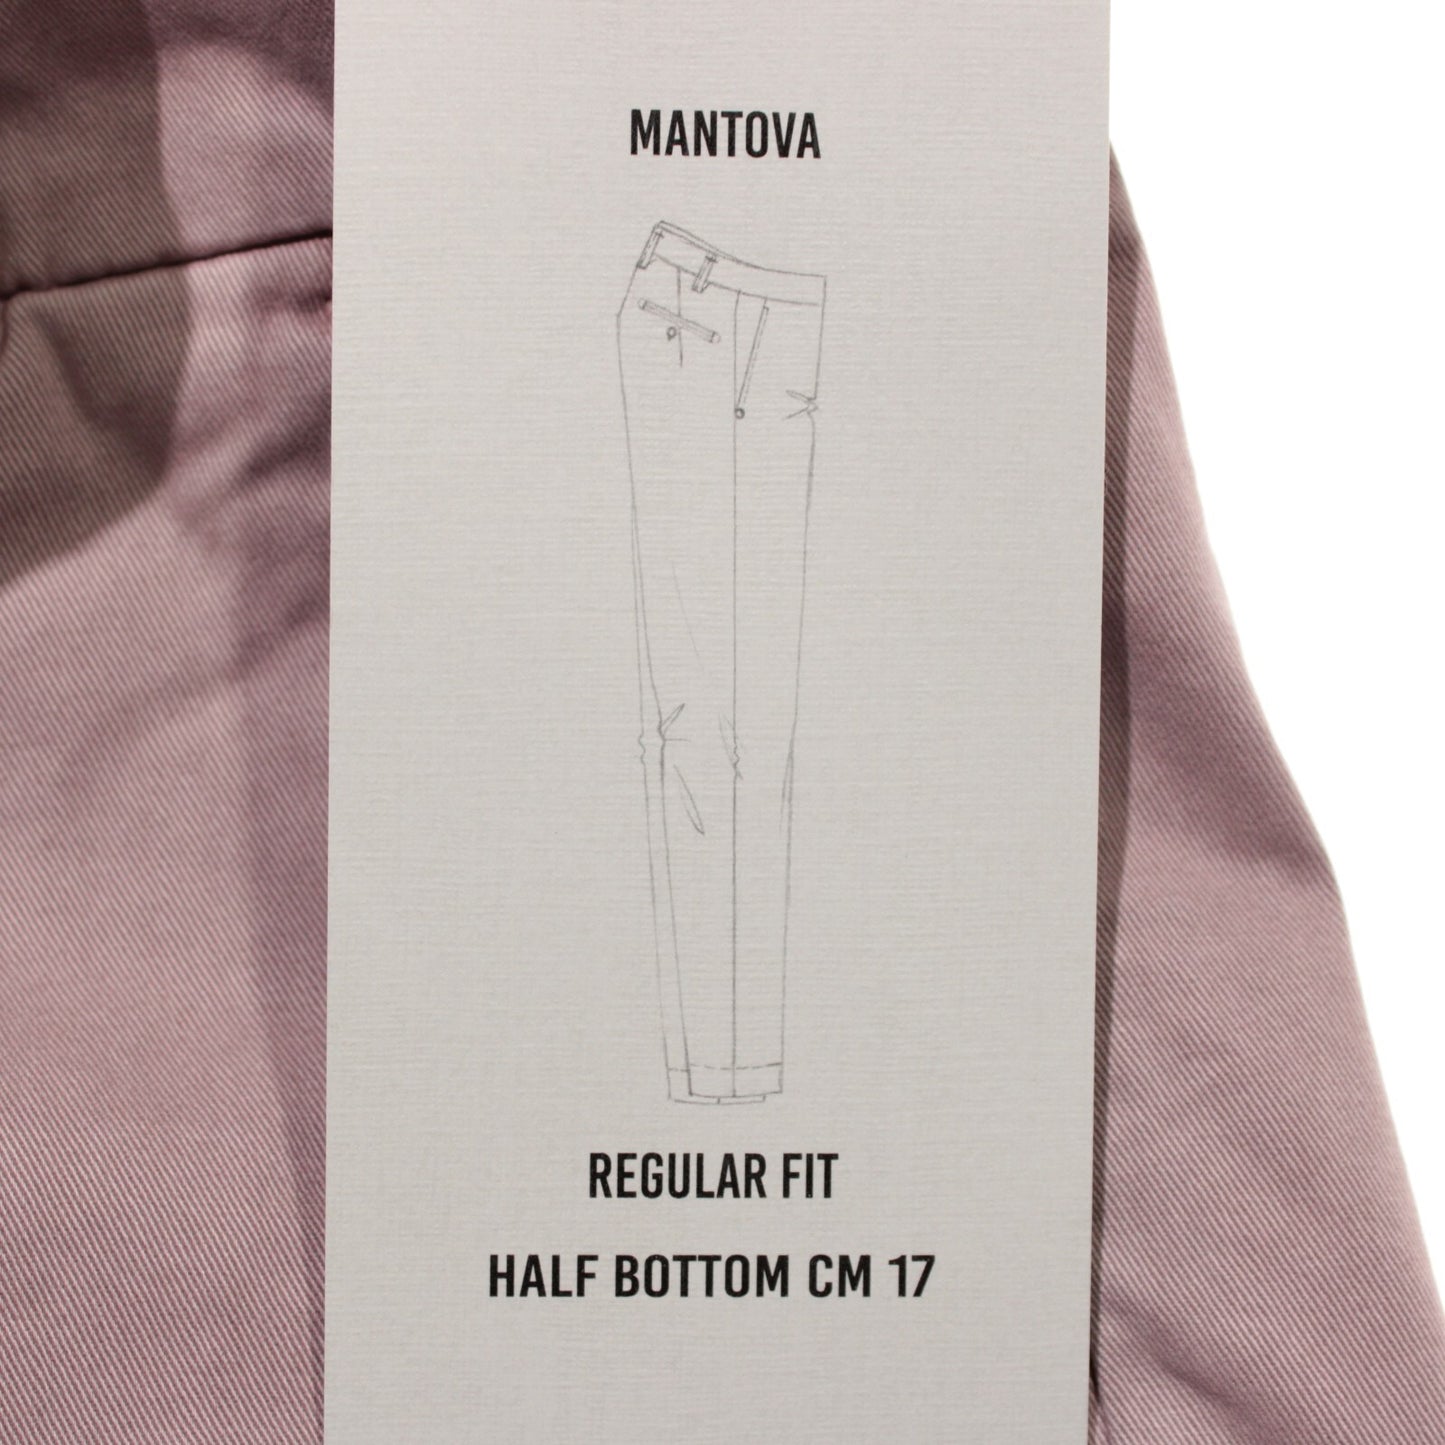 MANTOVA
REGULAR FIT
HALF BOTTOM CM 17